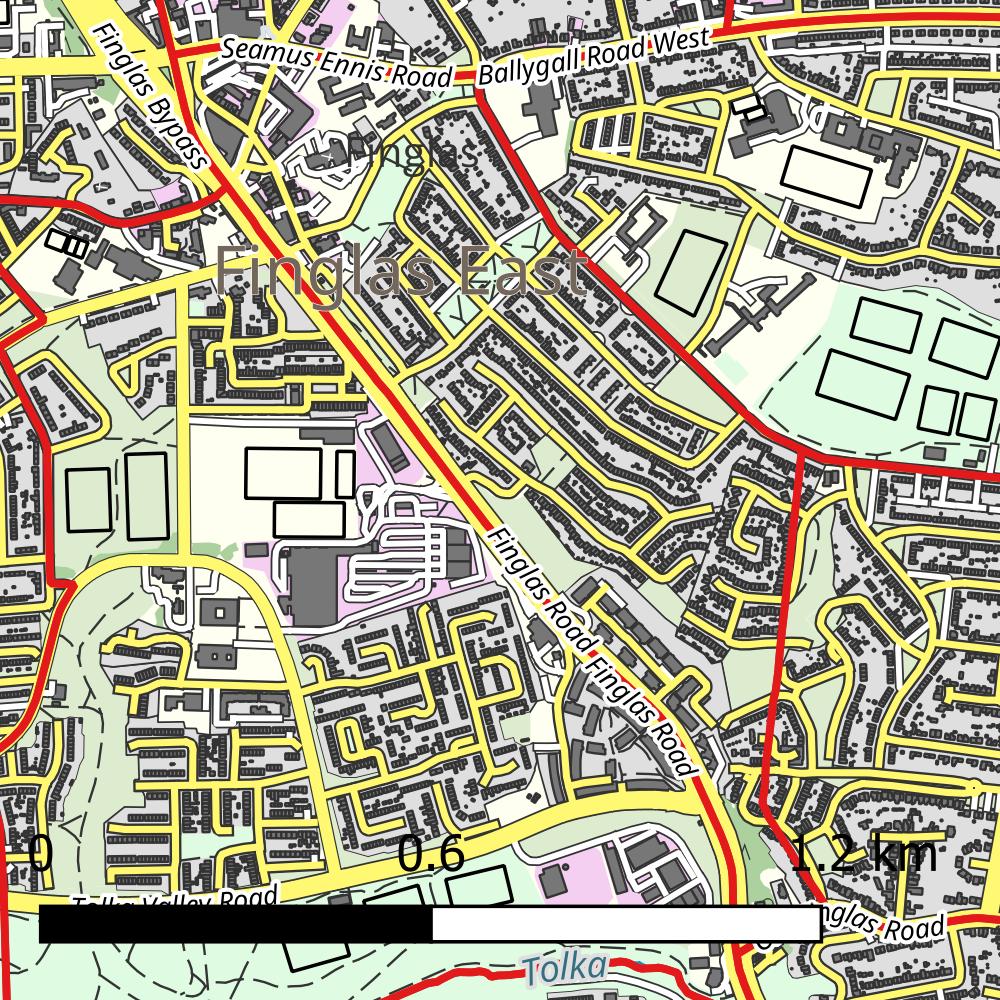 Finglas Bypass
Seamus Ennis Road
Ballygall Road West
Finglas
Finglas East
Finglas Road
Finglas Road
0
0.6
1.2 km
Tolka Valley Road
nglas Road
Tolka